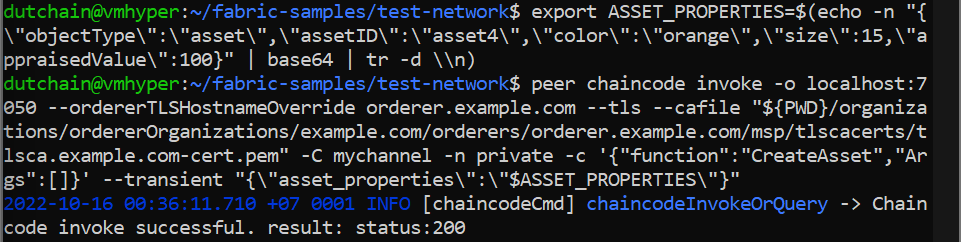 dutchain@vmhyper:~/fabric-samples/test-network$ export ASSET_PROPERTIES=$(echo -n "{
\"objectType\":\"asset\",\"assetID\":\"asset4\",\"color\":\"orange\",\"size\":15,\"a
ppraisedValue\":100}" | base64 | tr -d \\n)
dutchain@vmhyper:~/fabric-samples/test-network$ peer chaincode invoke -o localhost:7
050 --ordererTLSHostnameOverride orderer.example.com --tls --cafile "${PWD}/organiza
tions/ordererOrganizations/example.com/orderers/orderer.example.com/msp/tlscacerts/t
lsca.example.com-cert.pem" -C mychannel -n private -c '{"function":"CreateAsset","Ar
gs":[]}' --transient "{\"asset_properties\":\"$ASSET_PROPERTIES\"}"
2022-10-16 00:36:11.710 +07 0001 INFO [chaincodeCmd] chaincodeInvokeOrQuery -> Chain
code invoke successful. result: status:200